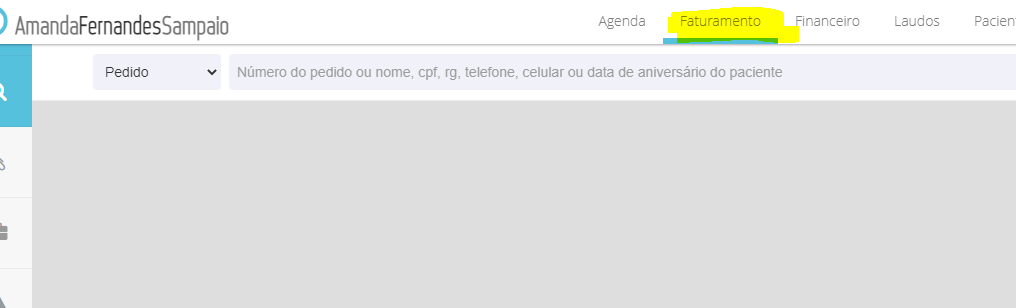 AmandaFernandesSampaio
Agenda Faturamento Financeiro Laudos
Pedido Número do pedido ou nome, cpf, rg, telefone, celular ou data de aniversário do paciente